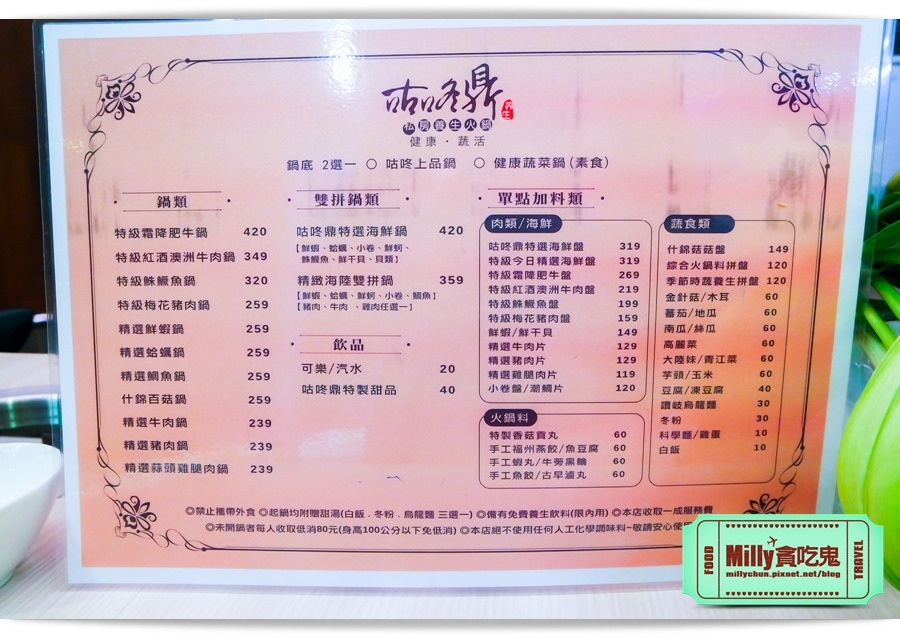 咕咚鼎
養生
私房養生火鍋
健康·蔬活
鍋底 2選一 ○ 咕咚上品鍋 ○ 健康蔬菜鍋(素食)
鍋類
特級霜降肥牛鍋 420
特級紅酒澳洲牛肉鍋 349
特級鮢鱖魚鍋 320
特級梅花豬肉鍋 259
精選鮮蝦鍋 259
精選蛤蠣鍋 259
精選鯛魚鍋 259
什錦百菇鍋 259
精選牛肉鍋 239
精選豬肉鍋 239
精選蒜頭雞腿肉鍋 239
雙拼鍋類
咕咚鼎特選海鮮鍋 420
【鮮蝦、蛤蠣、小卷、鮮蚵、
鮢鱖魚、鮮干貝、貝類】
精緻海陸雙拼鍋 359
【鮮蝦、蛤蠣、鮮蚵、小卷、鯛魚】
【豬肉、牛肉、雞肉任選一】
飲品
可樂/汽水 20
咕咚鼎特製甜品 40
單點加料類
肉類/海鮮
咕咚鼎特選海鮮盤 319
特級今日精選海鮮盤 319
特級霜降肥牛盤 269
特級紅酒澳洲牛肉盤 219
特級鮢鱖魚盤 199
特級梅花豬肉盤 159
鮮蝦/鮮干貝 149
精選牛肉片 129
精選豬肉片 129
精選雞腿肉片 119
小卷盤/潮鯛片 120
火鍋料
特製香菇貢丸 60
手工福州燕餃/魚豆腐 60
手工蝦丸/牛蒡黑輪 60
手工魚餃/古早滷丸 60
蔬食類
什錦菇菇盤 149
綜合火鍋料拼盤 120
季節時蔬養生拼盤 120
金針菇/木耳 60
蕃茄/地瓜 60
南瓜/絲瓜 60
高麗菜 60
大陸妹/青江菜 60
芋頭/玉米 60
豆腐/凍豆腐 40
讚岐烏龍麵 30
冬粉 30
科學麵/雞蛋 10
白飯 10
◎禁止攜帶外食 ◎起鍋均附贈甜湯(白飯．冬粉．烏龍麵 三選一) ◎備有免費養生飲料(限內用) ◎本店收取一成服務費
◎未開鍋者每人收取低消80元(身高100公分以下免低消) ◎本店絕不使用任何人工化學調味料~敬請安心使
FOOD
Milly貪吃鬼
millychun.pixnet.net/blog
TRAVEL